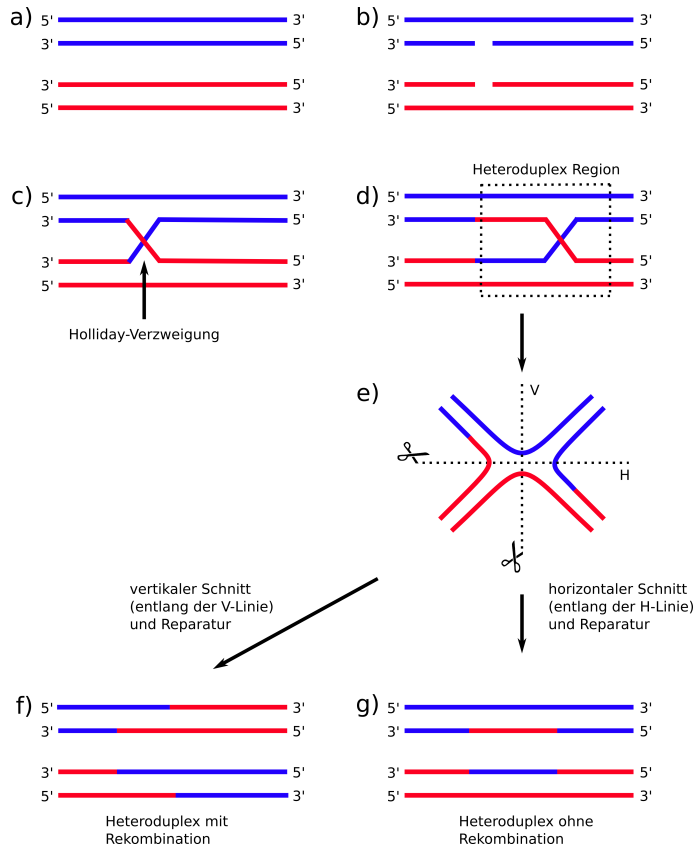 a)
5' 3'
3' 5'
3' 5'
5' 3'
b)
5' 3'
3' 5'
3' 5'
5' 3'
c)
5' 3'
3' 5'
3' 5'
5' 3'
Holliday-Verzweigung
Heteroduplex Region
d)
5' 3'
3' 5'
3' 5'
5' 3'
e)
V
H
vertikaler Schnitt
(entlang der V-Linie)
und Reparatur
horizontaler Schnitt
(entlang der H-Linie)
und Reparatur
f)
5' 3'
3' 5'
3' 5'
5' 3'
Heteroduplex mit
Rekombination
g)
5' 3'
3' 5'
3' 5'
5' 3'
Heteroduplex ohne
Rekombination